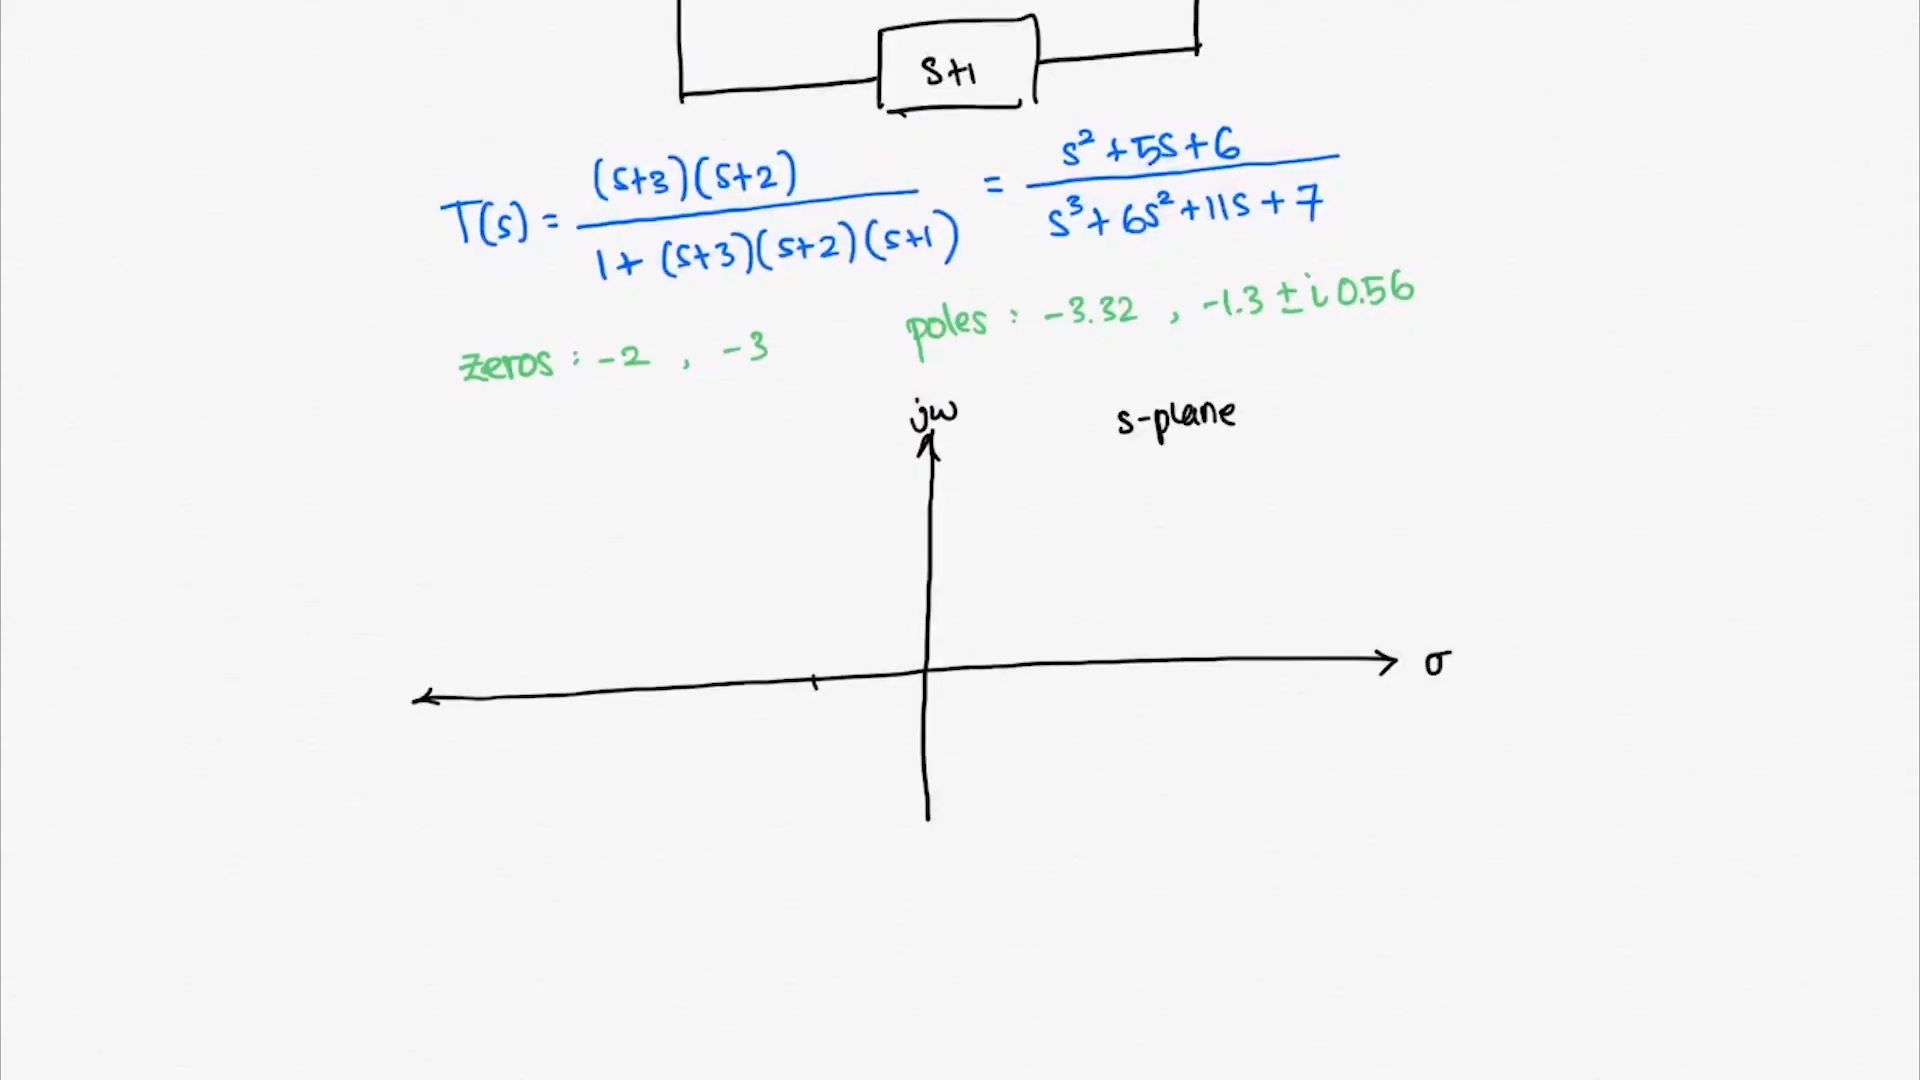 s+1
T(s) = (s+3)(s+2) / 1 + (s+3)(s+2)(s+1) = s² + 5s + 6 / s³ + 6s² + 11s + 7
zeros : -2 , -3
poles : -3.32 , -1.3 ± i 0.56
jω
s-plane
σ